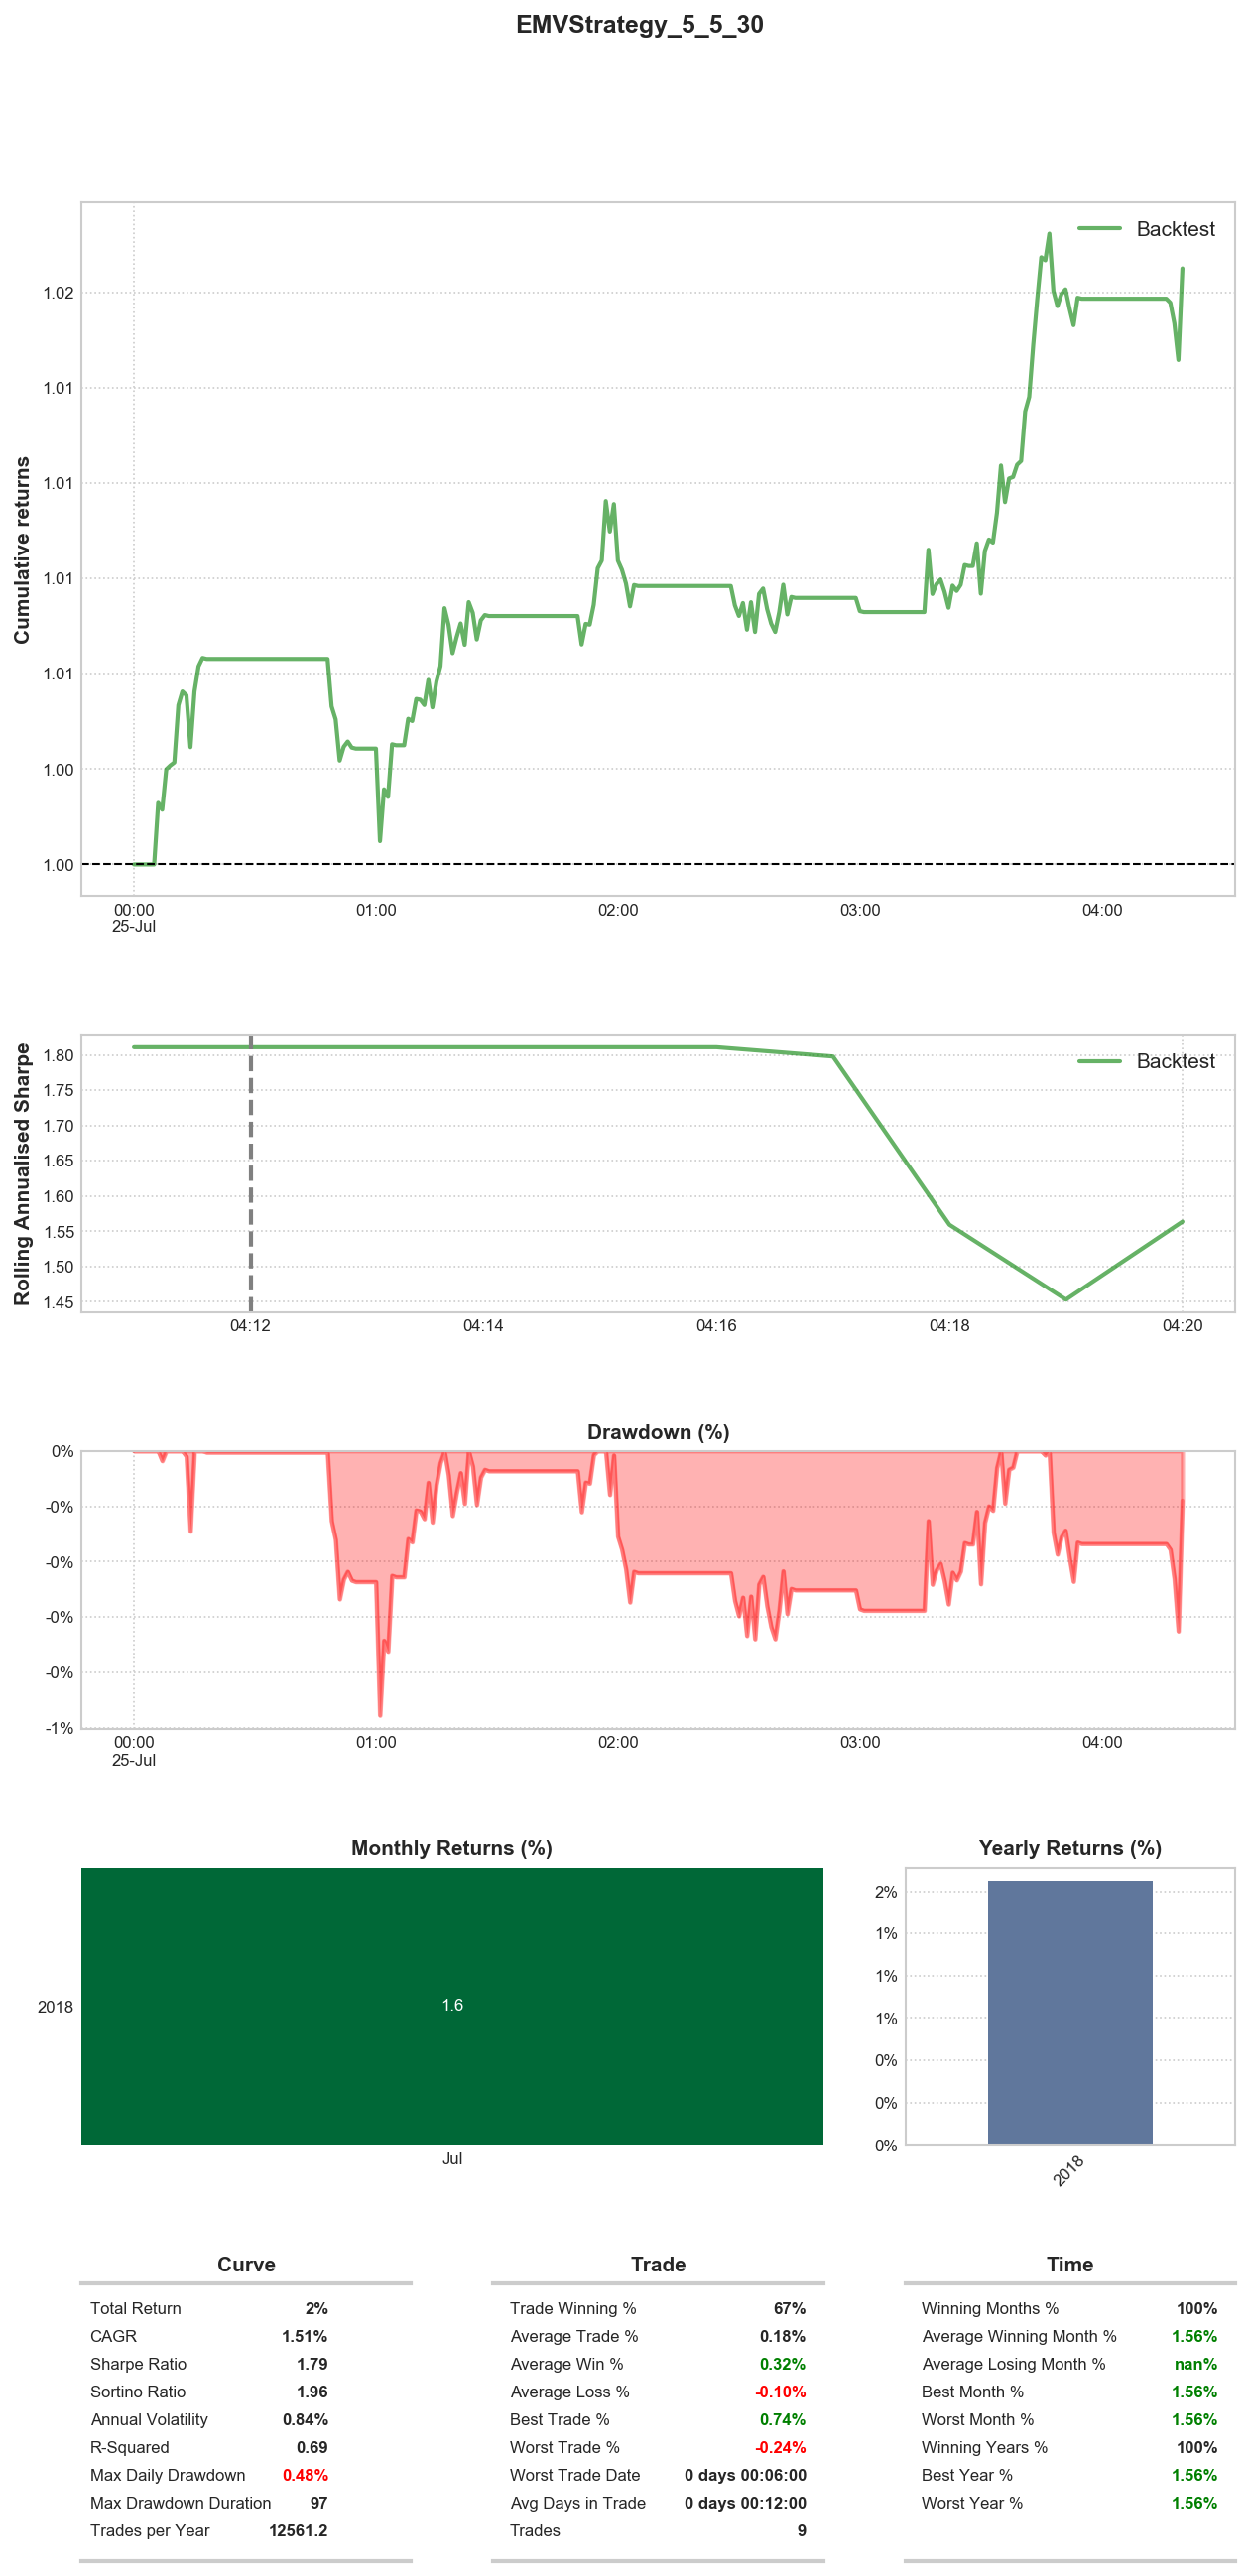 EMVStrategy_5_5_30
Backtest
Cumulative returns
1.02
1.01
1.01
1.01
1.01
1.00
1.00
00:00 01:00 02:00 03:00 04:00
25-Jul
Backtest
Rolling Annualised Sharpe
1.80
1.75
1.70
1.65
1.60
1.55
1.50
1.45
04:12 04:14 04:16 04:18 04:20
Drawdown (%)
0%
-0%
-0%
-0%
-0%
-1%
00:00 01:00 02:00 03:00 04:00
25-Jul
Monthly Returns (%)
2018
1.6
Jul
Yearly Returns (%)
2%
1%
1%
1%
0%
0%
0%
2018
Curve
Total Return 2%
CAGR 1.51%
Sharpe Ratio 1.79
Sortino Ratio 1.96
Annual Volatility 0.84%
R-Squared 0.69
Max Daily Drawdown 0.48%
Max Drawdown Duration 97
Trades per Year 12561.2
Trade
Trade Winning % 67%
Average Trade % 0.18%
Average Win % 0.32%
Average Loss % -0.10%
Best Trade % 0.74%
Worst Trade % -0.24%
Worst Trade Date 0 days 00:06:00
Avg Days in Trade 0 days 00:12:00
Trades 9
Time
Winning Months % 100%
Average Winning Month % 1.56%
Average Losing Month % nan%
Best Month % 1.56%
Worst Month % 1.56%
Winning Years % 100%
Best Year % 1.56%
Worst Year % 1.56%